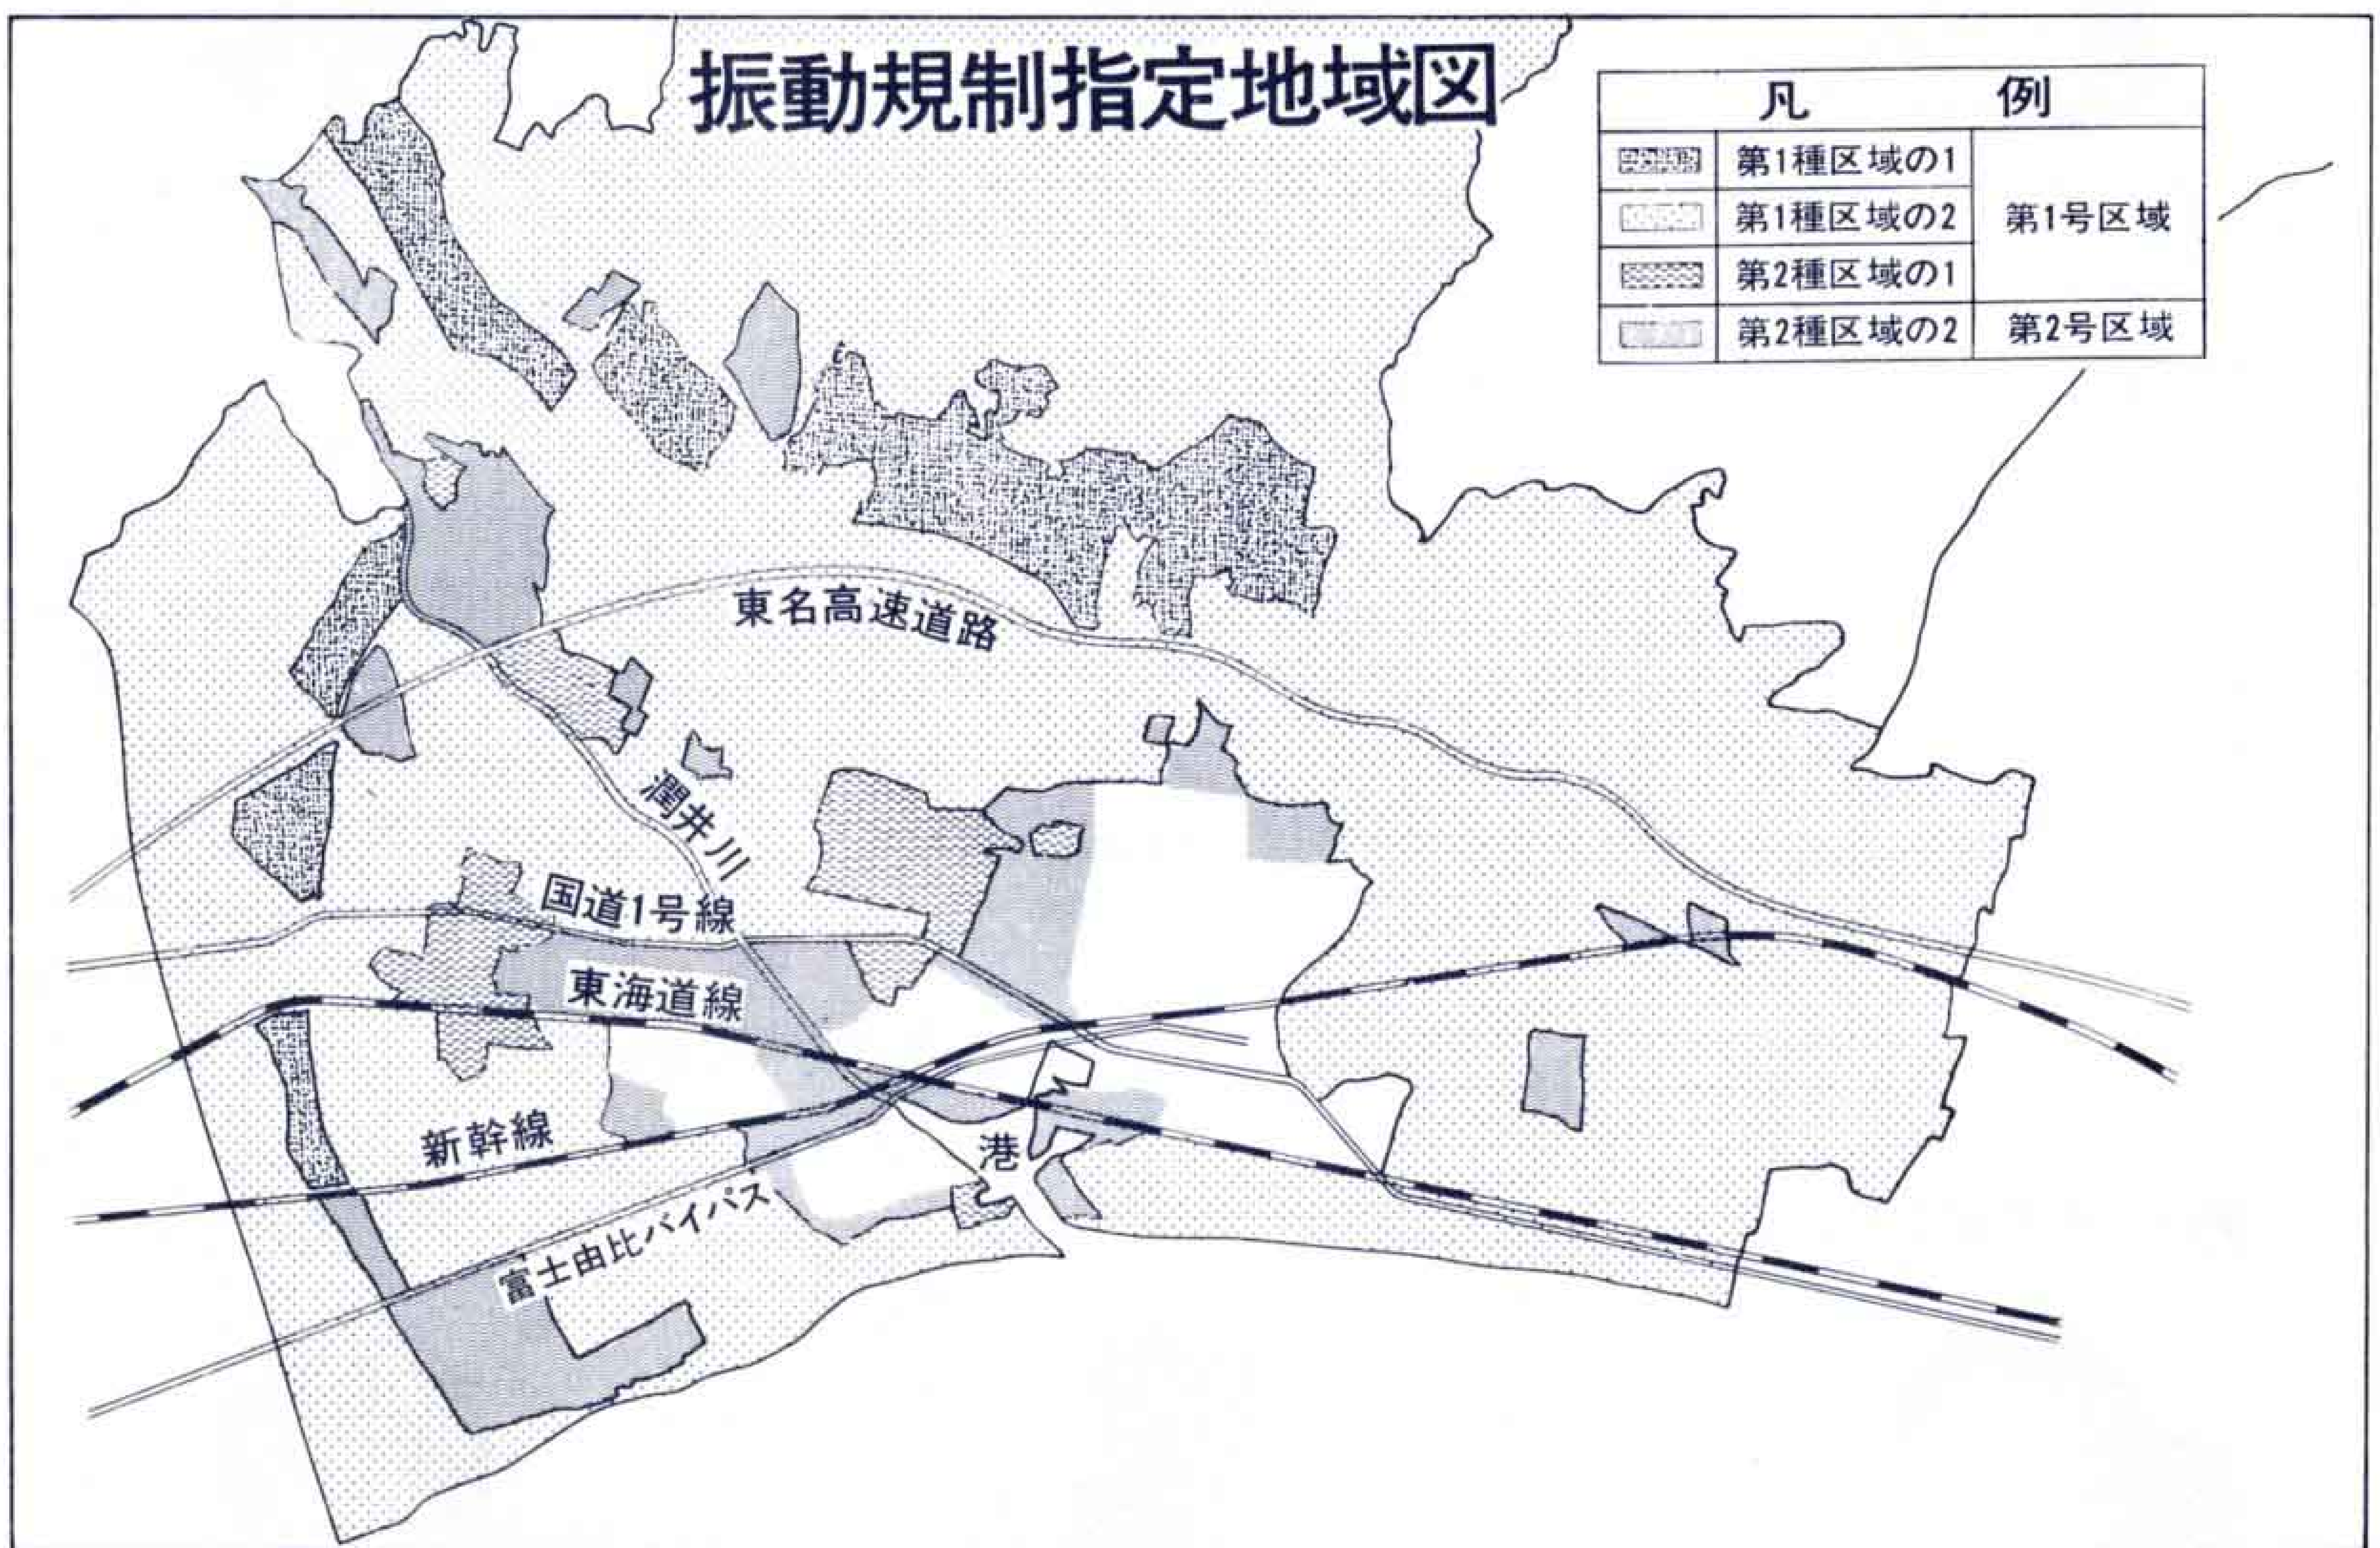 振動規制指定地域図
凡例
第1種区域の1
第1種区域の2
第1号区域
第2種区域の1
第2種区域の2
第2号区域
東名高速道路
潤井川
国道1号線
東海道線
新幹線
港
富士由比バイパス